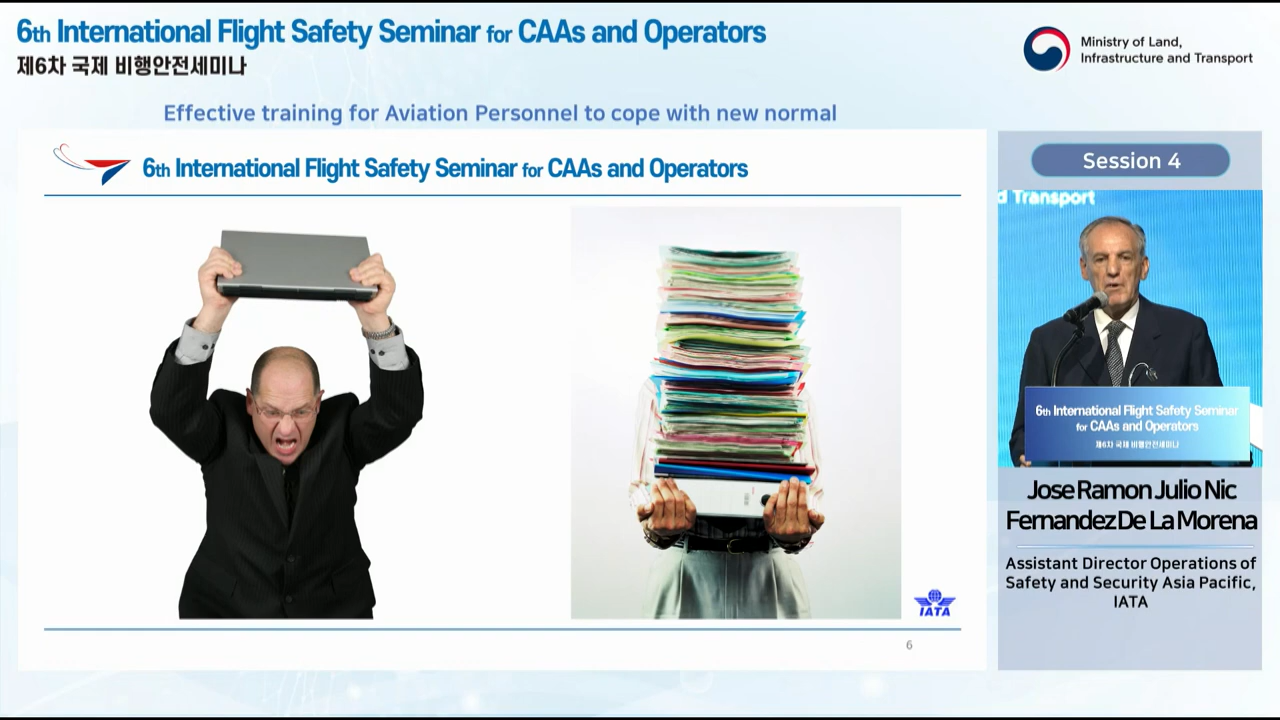 6th International Flight Safety Seminar for CAAs and Operators
제6차 국제 비행안전세미나
Ministry of Land,
Infrastructure and Transport
Effective training for Aviation Personnel to cope with new normal
6th International Flight Safety Seminar for CAAs and Operators
IATA
6
Session 4
d Transport
6th International Flight Safety Seminar
for CAAs and Operators
제6차 국제 비행안전세미나
Jose Ramon Julio Nic
Fernandez De La Morena
Assistant Director Operations of
Safety and Security Asia Pacific,
IATA